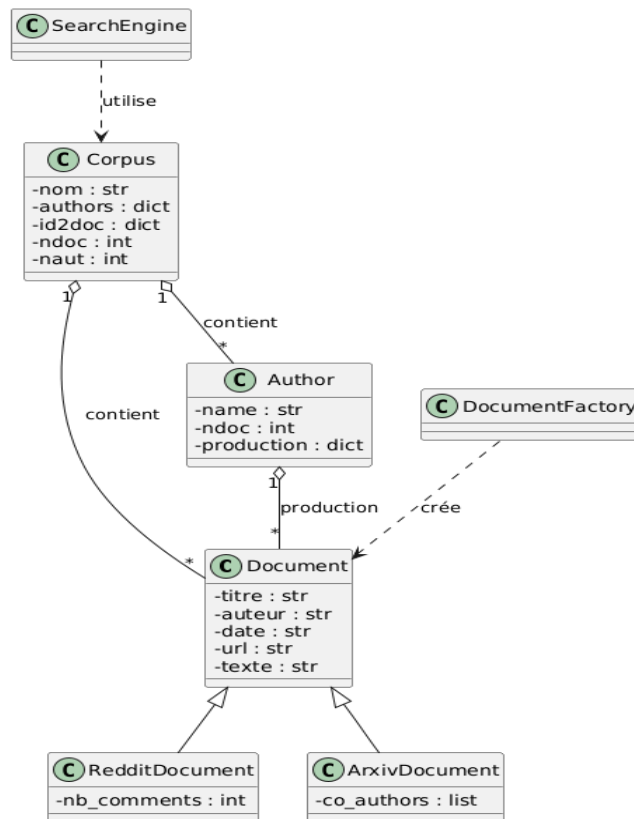 C SearchEngine
utilise
C Corpus
-nom : str
-authors : dict
-id2doc : dict
-ndoc : int
-naut : int
1
1
contient
*
C Author
-name : str
-ndoc : int
-production : dict
C DocumentFactory
contient
1
production
crée
*
*
C Document
-titre : str
-auteur : str
-date : str
-url : str
-texte : str
C RedditDocument
-nb_comments : int
C ArxivDocument
-co_authors : list